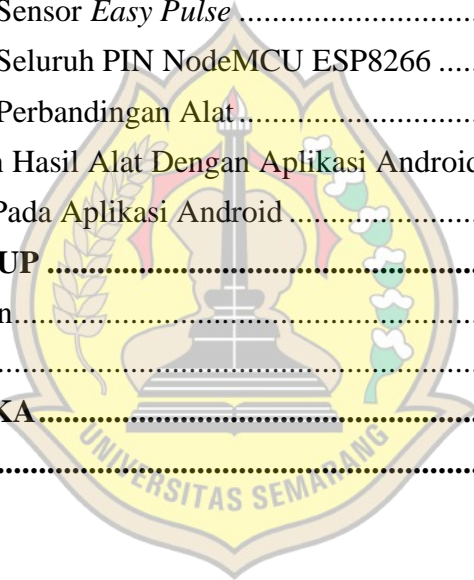 Sensor Easy Pulse ........................
Seluruh PIN NodeMCU ESP8266 .....
Perbandingan Alat ..........................
Hasil Alat Dengan Aplikasi Android
Pada Aplikasi Android ....................
UP ..................................................
n.......................................................
.........................................................
KA...................................................
.........................................................
UNIVERSITAS SEMARANG